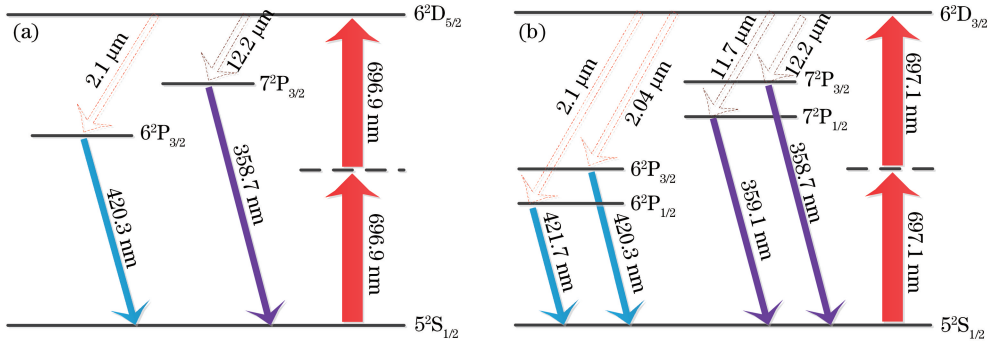 (a)
6²D₅/₂
2.1 μm
12.2 μm
696.9 nm
7²P₃/₂
6²P₃/₂
420.3 nm
358.7 nm
696.9 nm
5²S₁/₂
(b)
6²D₃/₂
2.1 μm
2.04 μm
11.7 μm
12.2 μm
697.1 nm
7²P₃/₂
7²P₁/₂
6²P₃/₂
6²P₁/₂
421.7 nm
420.3 nm
359.1 nm
358.7 nm
697.1 nm
5²S₁/₂